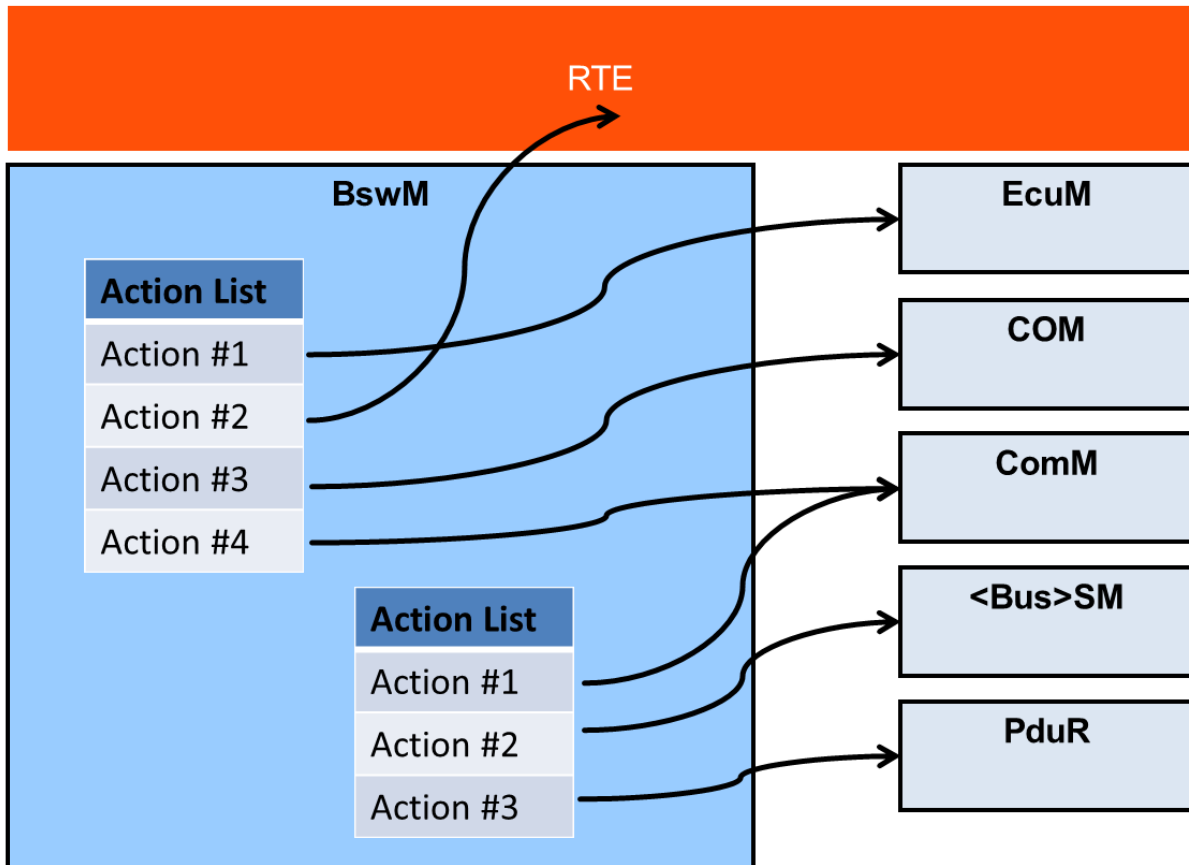 RTE
BswM
Action List
Action #1
Action #2
Action #3
Action #4
Action List
Action #1
Action #2
Action #3
EcuM
COM
ComM
<Bus>SM
PduR